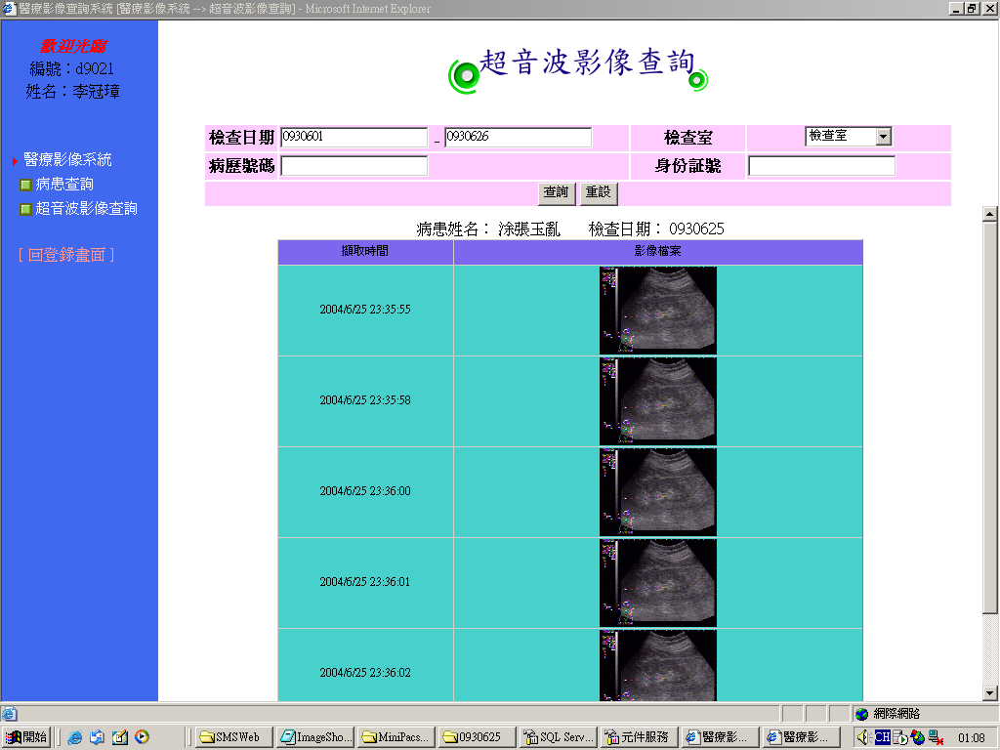 醫療影像查詢系統 [醫療影像系統 --> 超音波影像查詢] - Microsoft Internet Explorer
歡迎光臨
編號：d9021
姓名：李冠璋
醫療影像系統
病患查詢
超音波影像查詢
[ 回登錄畫面 ]
超音波影像查詢
檢查日期 0930601 - 0930626 檢查室 檢查室
病歷號碼 身份証號
查詢 重設
病患姓名： 涂張玉亂 檢查日期： 0930625
擷取時間 影像檔案
2004/6/25 23:35:55
2004/6/25 23:35:58
2004/6/25 23:36:00
2004/6/25 23:36:01
2004/6/25 23:36:02
網際網路
開始 SMSWeb ImageSho... MiniPacs... 0930625 SQL Serv... 元件服務 醫療影... 醫療影... CH 01:08